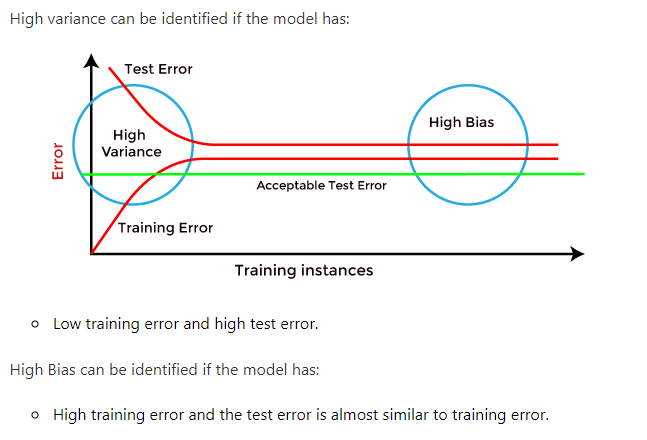 High variance can be identified if the model has:
Test Error
High Bias
High
Variance
Error
Acceptable Test Error
Training Error
Training instances
Low training error and high test error.
High Bias can be identified if the model has:
High training error and the test error is almost similar to training error.